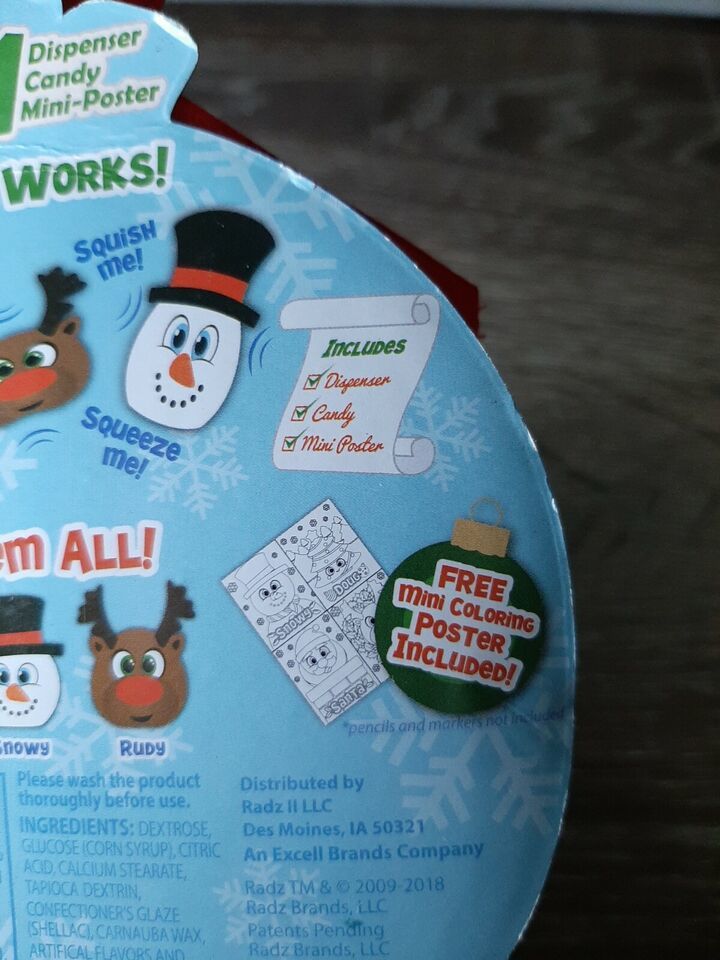 1
Dispenser
Candy
Mini-Poster
WORKS!
SQUISH
me!
INCLUDES
Dispenser
Candy
Mini Poster
Squeeze
me!
em ALL!
SNOWY
DOUG
Santa
FREE
Mini COLORING
POSTER
INCLUDED!
*pencils and markers not included
Snowy
RUDY
Please wash the product
thoroughly before use.
INGREDIENTS: DEXTROSE,
GLUCOSE (CORN SYRUP), CITRIC
ACID, CALCIUM STEARATE,
TAPIOCA DEXTRIN,
CONFECTIONER'S GLAZE
(SHELLAC), CARNAUBA WAX,
ARTIFICAL FLAVORS AND
Distributed by
Radz II LLC
Des Moines, IA 50321
An Excell Brands Company
Radz TM & © 2009-2018
Radz Brands, LLC
Patents Pending
Radz Brands, LLC